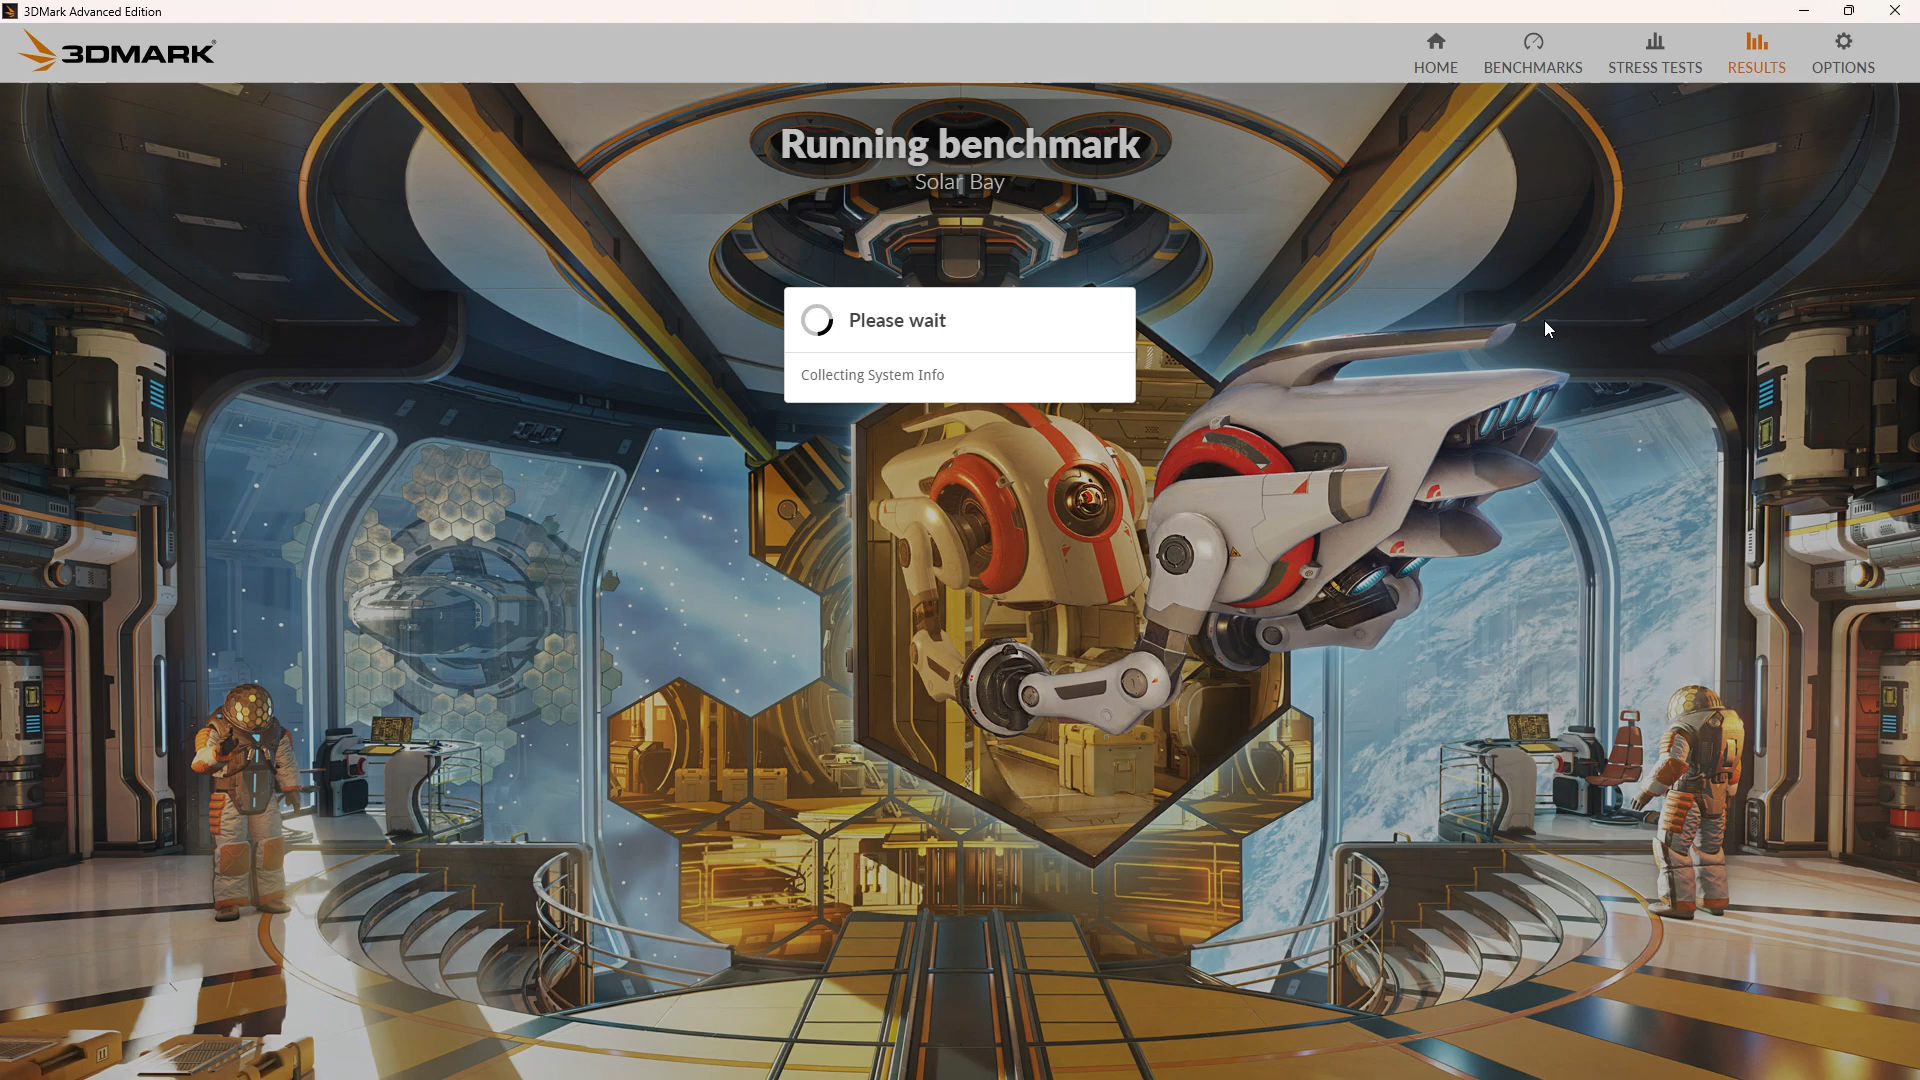 3DMark Advanced Edition
3DMARK
HOME
BENCHMARKS
STRESS TESTS
RESULTS
OPTIONS
Running benchmark
Solar Bay
Please wait
Collecting System Info